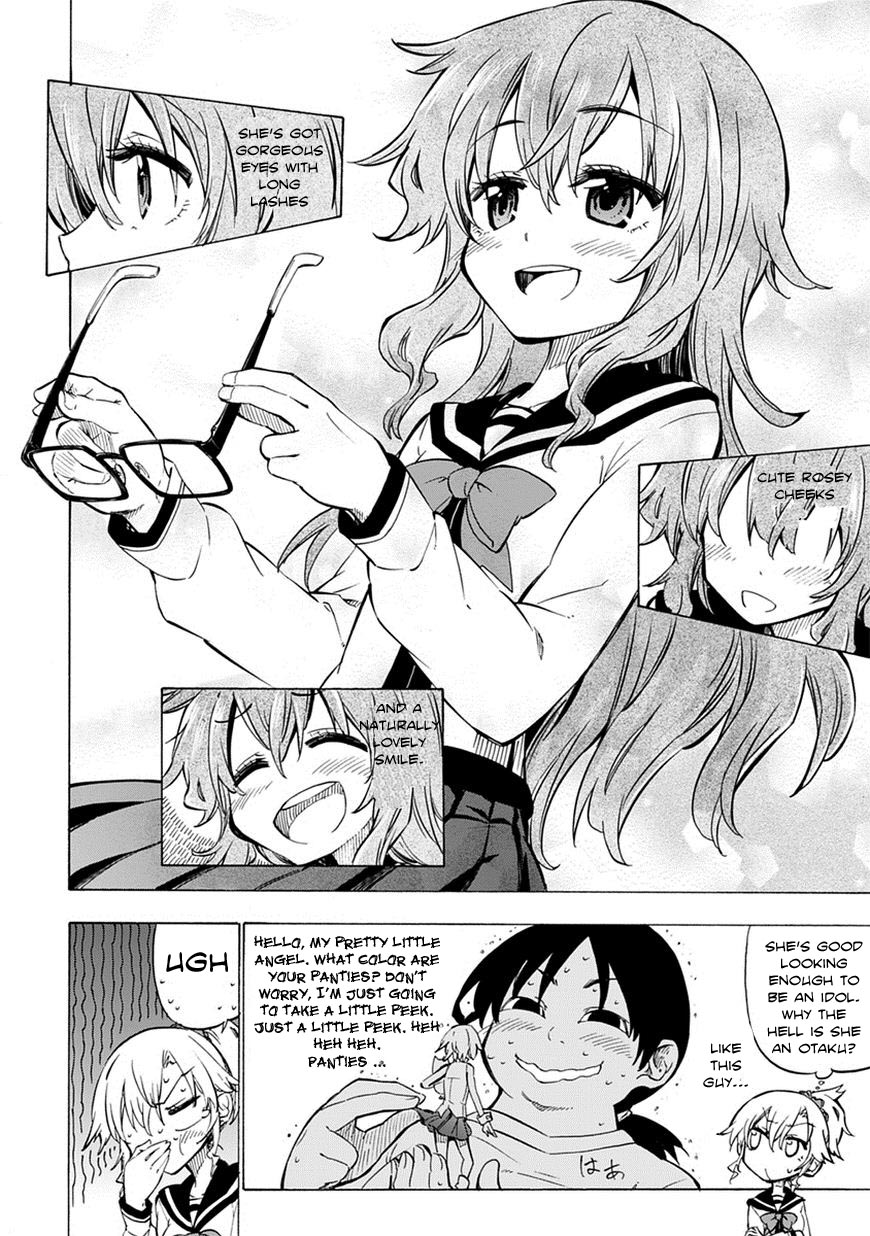 SHE'S GOT
GORGEOUS
EYES WITH
LONG
LASHES
CUTE ROSEY
CHEEKS
AND A
NATURALLY
LOVELY
SMILE.
SHE'S GOOD
LOOKING
ENOUGH TO
BE AN IDOL.
WHY THE
HELL IS SHE
AN OTAKU?
LIKE
THIS
GUY...
HELLO, MY PRETTY LITTLE
ANGEL. WHAT COLOR ARE
YOUR PANTIES? DON'T
WORRY, I'M JUST GOING
TO TAKE A LITTLE PEEK.
JUST A LITTLE PEEK. HEH
HEH HEH.
PANTIES ...
はぁ
UGH